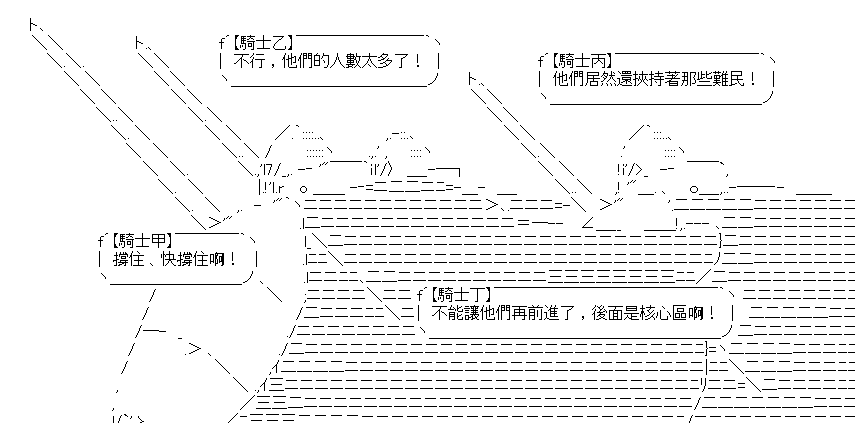 【騎士乙】
不行，他們的人數太多了！
【騎士丙】
他們居然還挾持著那些難民！
【騎士甲】
撐住、快撐住啊！
【騎士丁】
不能讓他們再前進了，後面是核心區啊！